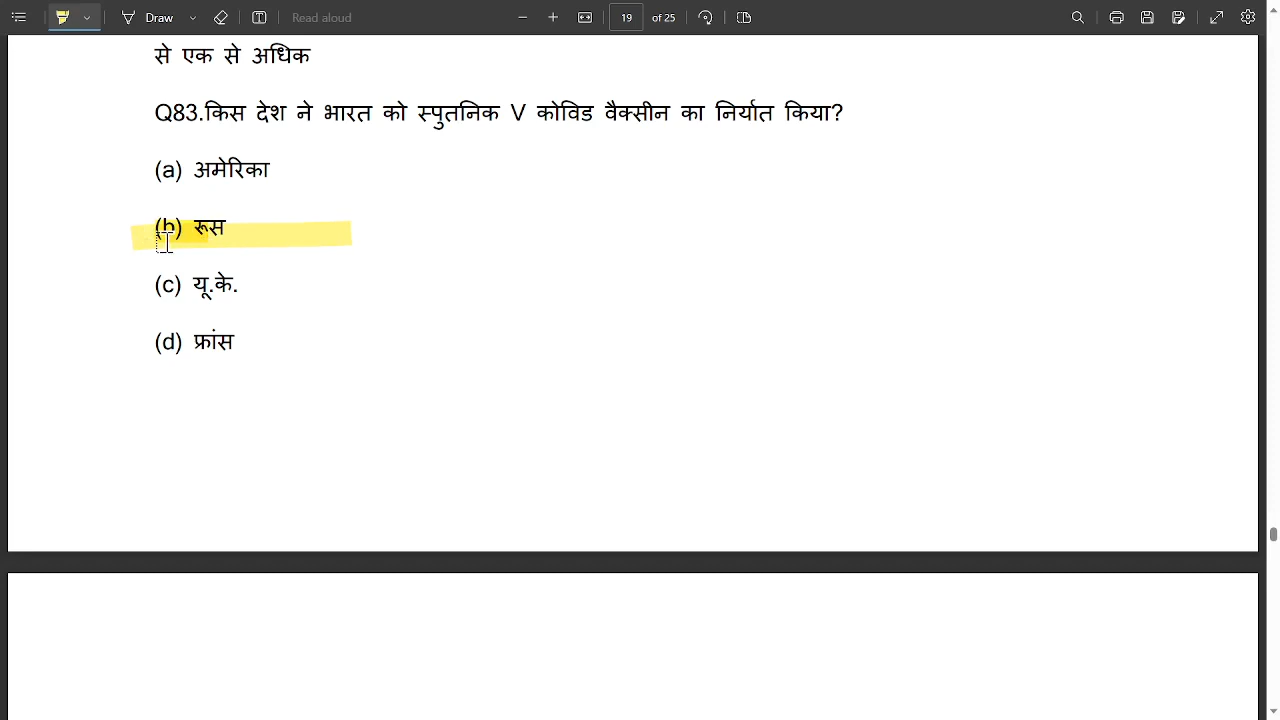 Draw
Read aloud
19 of 25
से एक से अधिक
Q83.किस देश ने भारत को स्पुतनिक V कोविड वैक्सीन का निर्यात किया?
(a) अमेरिका
(b) रूस
(c) यू.के.
(d) फ्रांस